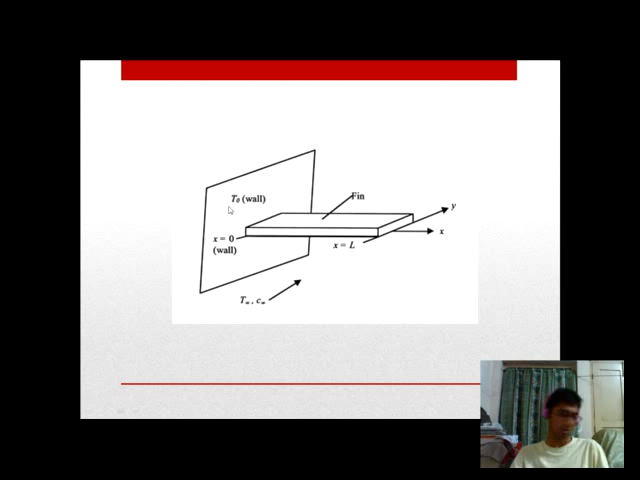 T₀ (wall)
Fin
y
x
x = 0
(wall)
x = L
T∞, c∞